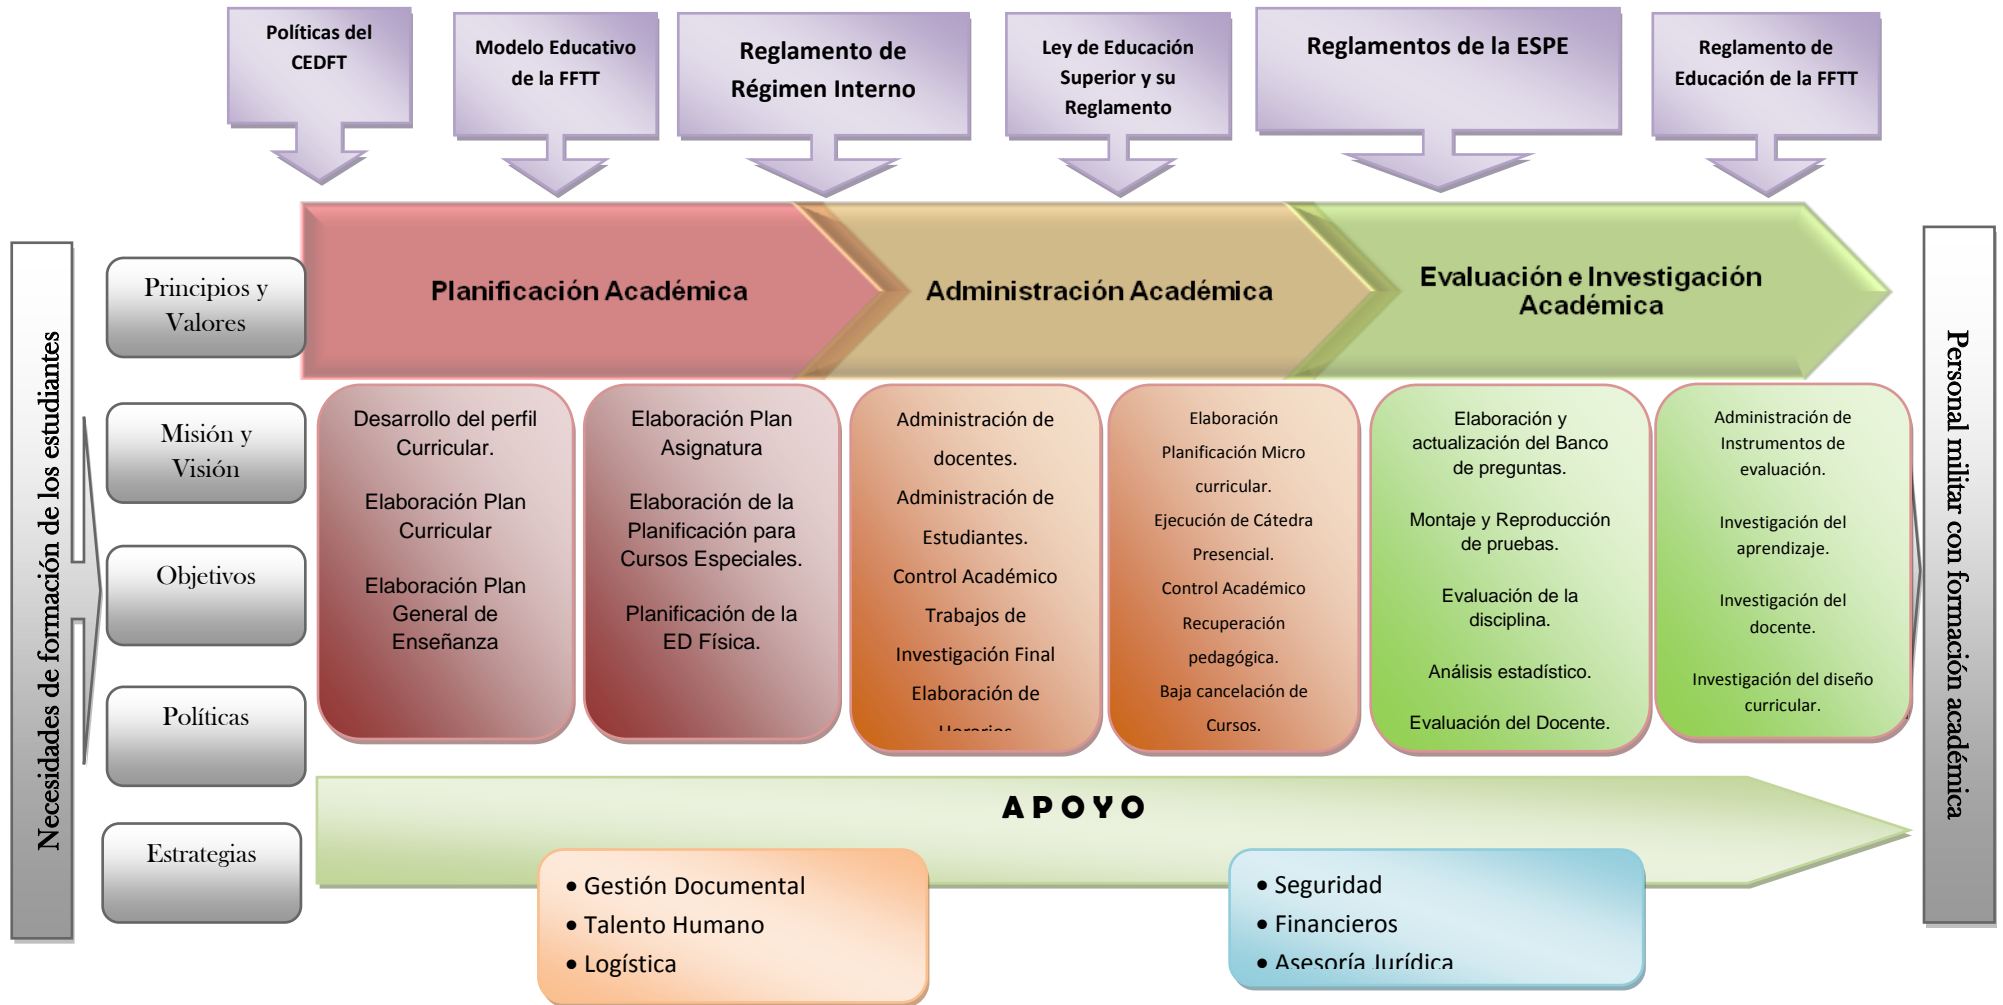 Políticas del
CEDFT
Modelo Educativo
de la FFTT
Reglamento de
Régimen Interno
Ley de Educación
Superior y su
Reglamento
Reglamentos de la ESPE
Reglamento de
Educación de la FFTT
Necesidades de formación de los estudiantes
Principios y
Valores
Misión y
Visión
Objetivos
Políticas
Estrategias
Planificación Académica
Administración Académica
Evaluación e Investigación
Académica
Desarrollo del perfil
Curricular.
Elaboración Plan
Curricular
Elaboración Plan
General de
Enseñanza
Elaboración Plan
Asignatura
Elaboración de la
Planificación para
Cursos Especiales.
Planificación de la
ED Física.
Administración de
docentes.
Administración de
Estudiantes.
Control Académico
Trabajos de
Investigación Final
Elaboración de
Horarios
Elaboración
Planificación Micro
curricular.
Ejecución de Cátedra
Presencial.
Control Académico
Recuperación
pedagógica.
Baja cancelación de
Cursos.
Elaboración y
actualización del Banco
de preguntas.
Montaje y Reproducción
de pruebas.
Evaluación de la
disciplina.
Análisis estadístico.
Evaluación del Docente.
Administración de
Instrumentos de
evaluación.
Investigación del
aprendizaje.
Investigación del
docente.
Investigación del diseño
curricular.
Personal militar con formación académica
APOYO
• Gestión Documental
• Talento Humano
• Logística
• Seguridad
• Financieros
• Asesoría Jurídica